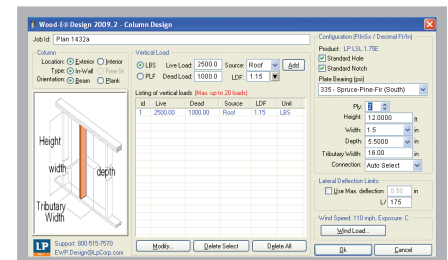 Wood-E® Design 2009.2 - Column Design
Job Id: Plan 1432a
Column
Location: Exterior Interior
Type: In-Wall Free-St
Orientation: Beam Plank
Height
width depth
Tributary
Width
LP
Support: 800-515-7570
EWP.Design@LpCorp.com
Vertical Load
LBS Live Load: 2500.0 Source: Roof Add
PLF Dead Load: 1000.0 LDF: 1.15
Listing of vertical loads (Max. up to 20 loads)
id Live Dead Source LDF Unit
1 2500.00 1000.00 Roof 1.15 LBS
Modify... Delete Select Delete All
Configuration (FtInSx / Decimal Ft/In)
Product: LP LSL 1.75E
Standard Hole
Standard Notch
Plate Bearing (psi)
335 - Spruce-Pine-Fir (South)
Ply: 2
Height: 12.0000 ft
Width: 1.5 in
Depth: 5.5000 in
Tributary Width: 16.00 in
Connection: Auto Select
Lateral Deflection Limits
Use Max. deflection 0.50 in
L/ 175
Wind Speed: 110 mph, Exposure: C
Wind Load...
Ok Cancel